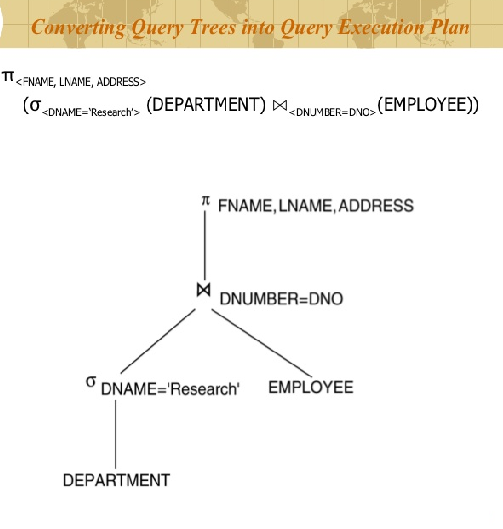 Converting Query Trees into Query Execution Plan
π<FNAME, LNAME, ADDRESS>
(σ<DNAME='Research'> (DEPARTMENT) ⋈<DNUMBER=DNO>(EMPLOYEE))
π FNAME,LNAME,ADDRESS
⋈ DNUMBER=DNO
σ DNAME='Research' EMPLOYEE
DEPARTMENT